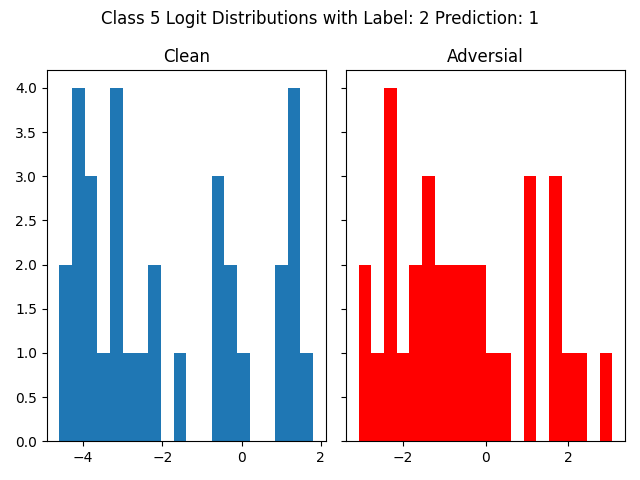 Class 5 Logit Distributions with Label: 2 Prediction: 1
Clean
Adversial
4.0
3.5
3.0
2.5
2.0
1.5
1.0
0.5
0.0
−4 −2 0 2
−2 0 2